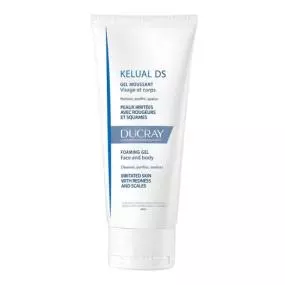 KELUAL DS
GEL MOUSSANT
Visage et corps
Nettoie, purifie, apaise
PEAUX IRRITÉES
AVEC ROUGEURS
ET SQUAMES
DUCRAY
FOAMING GEL
Face and body
Cleanses, purifies, soothes
IRRITATED SKIN
WITH REDNESS
AND SCALES